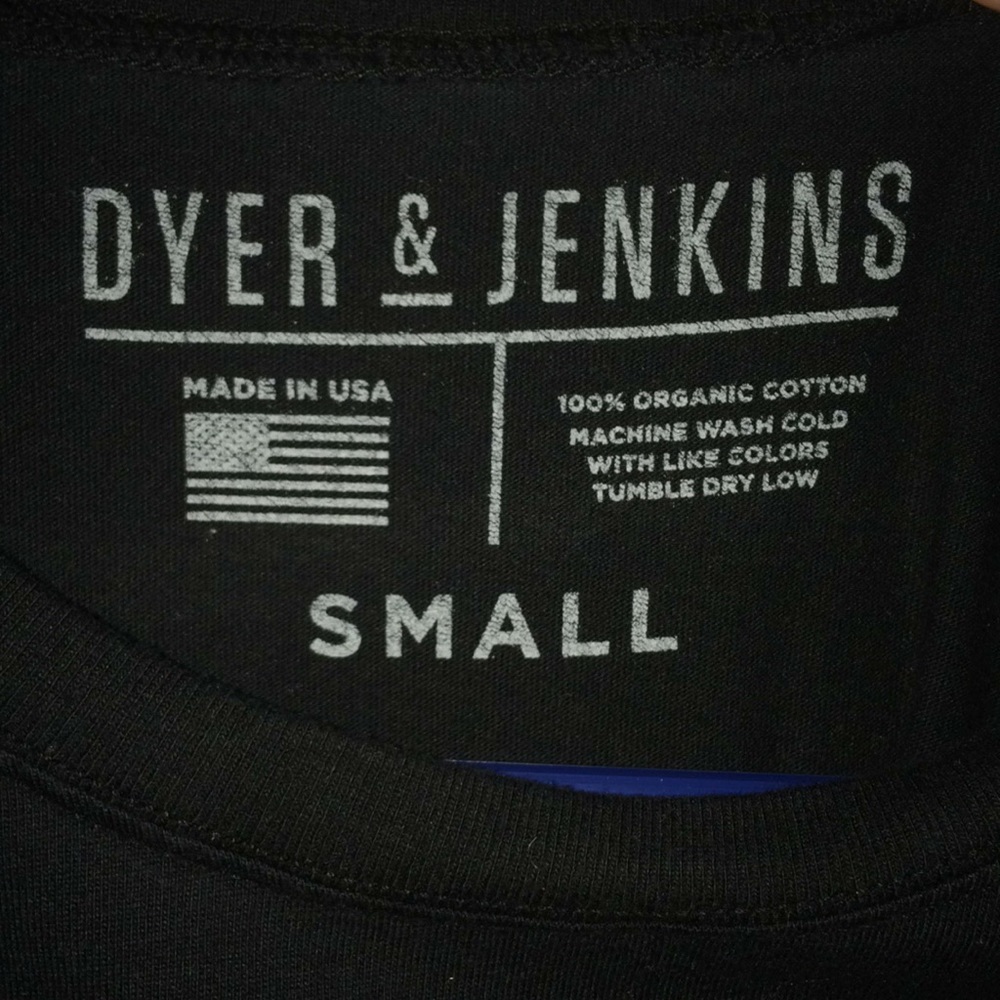 DYER & JENKINS
MADE IN USA
100% ORGANIC COTTON
MACHINE WASH COLD
WITH LIKE COLORS
TUMBLE DRY LOW
SMALL